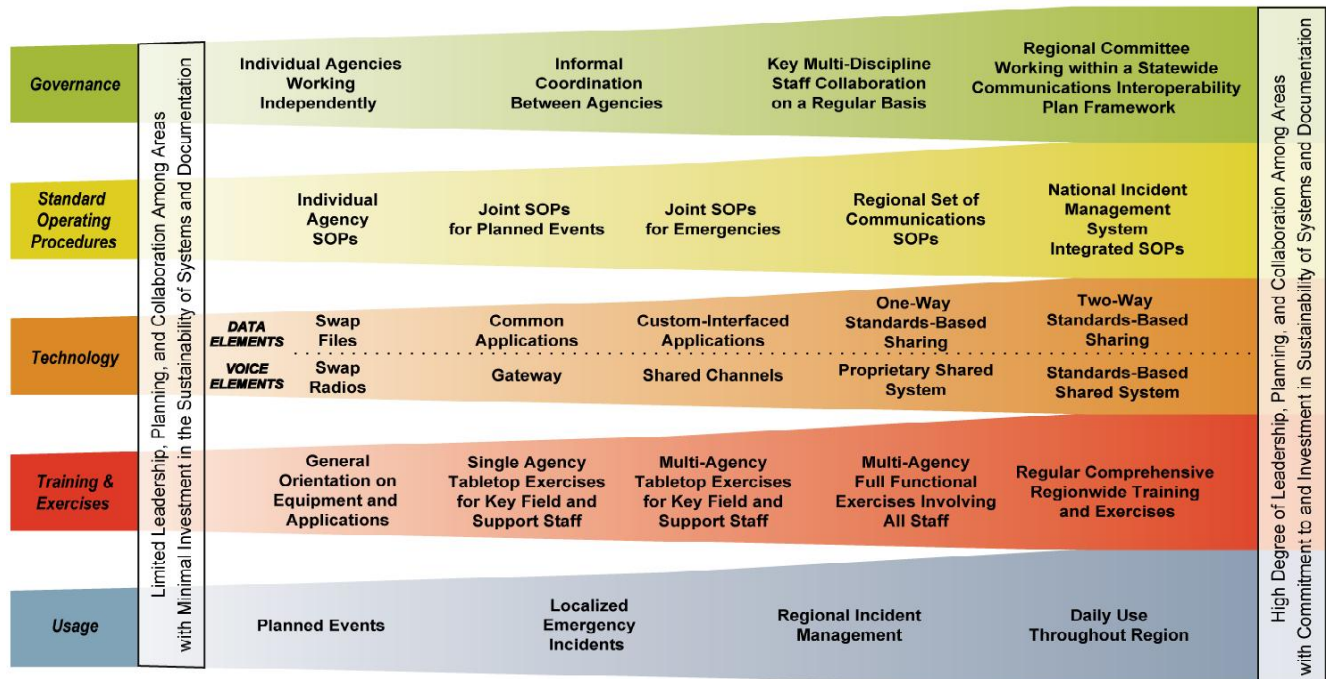 Governance
Limited Leadership, Planning, and Collaboration Among Areas
with Minimal Investment in the Sustainability of Systems and Documentation
Individual Agencies
Working
Independently
Informal
Coordination
Between Agencies
Key Multi-Discipline
Staff Collaboration
on a Regular Basis
Regional Committee
Working within a Statewide
Communications Interoperability
Plan Framework
High Degree of Leadership, Planning, and Collaboration Among Areas
with Commitment to and Investment in Sustainability of Systems and Documentation
Standard
Operating
Procedures
Individual
Agency
SOPs
Joint SOPs
for Planned Events
Joint SOPs
for Emergencies
Regional Set of
Communications
SOPs
National Incident
Management
System
Integrated SOPs
Technology
DATA
ELEMENTS
Swap
Files
Common
Applications
Custom-Interfaced
Applications
One-Way
Standards-Based
Sharing
Two-Way
Standards-Based
Sharing
VOICE
ELEMENTS
Swap
Radios
Gateway
Shared Channels
Proprietary Shared
System
Standards-Based
Shared System
Training &
Exercises
General
Orientation on
Equipment and
Applications
Single Agency
Tabletop Exercises
for Key Field and
Support Staff
Multi-Agency
Tabletop Exercises
for Key Field and
Support Staff
Multi-Agency
Full Functional
Exercises Involving
All Staff
Regular Comprehensive
Regionwide Training
and Exercises
Usage
Planned Events
Localized
Emergency
Incidents
Regional Incident
Management
Daily Use
Throughout Region